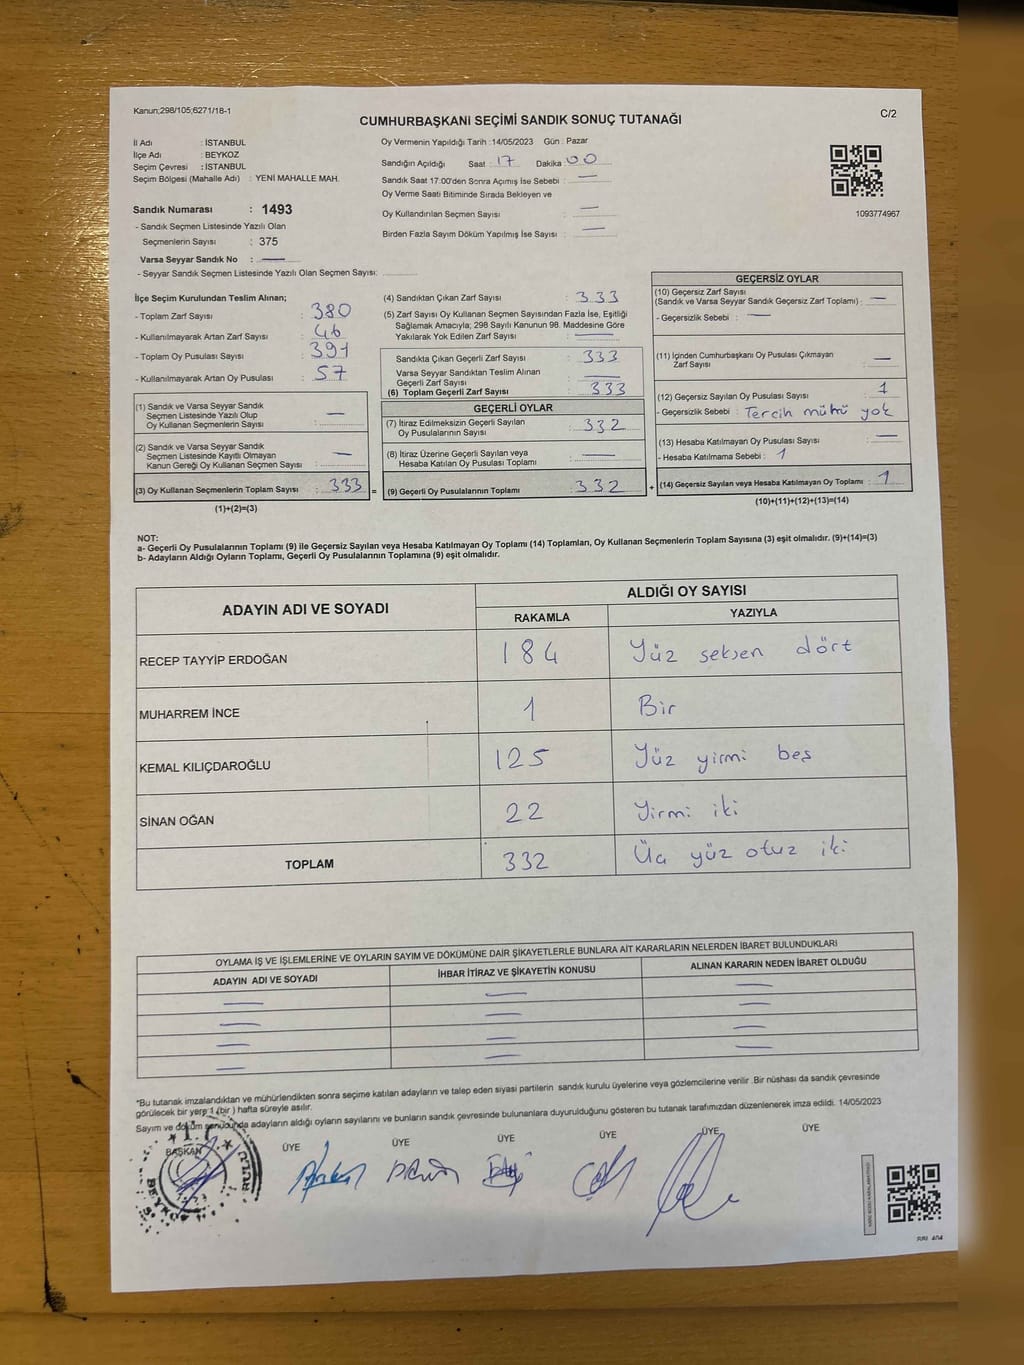 Kanun;298/105;6271/18-1
CUMHURBAŞKANI SEÇİMİ SANDIK SONUÇ TUTANAĞI
C/2
İl Adı : İSTANBUL
İlçe Adı : BEYKOZ
Seçim Çevresi : İSTANBUL
Seçim Bölgesi (Mahalle Adı) : YENİ MAHALLE MAH.
Sandık Numarası : 1493
- Sandık Seçmen Listesinde Yazılı Olan
Seçmenlerin Sayısı : 375
Varsa Seyyar Sandık No : —
- Seyyar Sandık Seçmen Listesinde Yazılı Olan Seçmen Sayısı:
Oy Vermenin Yapıldığı Tarih :14/05/2023 Gün : Pazar
Sandığın Açıldığı Saat : 17 Dakika : 00
Sandık Saat 17.00'den Sonra Açımış İse Sebebi : —
Oy Verme Saati Bitiminde Sırada Bekleyen ve
Oy Kullandırılan Seçmen Sayısı : —
Birden Fazla Sayım Döküm Yapılmış İse Sayısı : —
1093774967
İlçe Seçim Kurulundan Teslim Alınan;
- Toplam Zarf Sayısı : 380
- Kullanılmayarak Artan Zarf Sayısı : 46
- Toplam Oy Pusulası Sayısı : 391
- Kullanılmayarak Artan Oy Pusulası : 57
(1) Sandık ve Varsa Seyyar Sandık
Seçmen Listesinde Yazılı Olup
Oy Kullanan Seçmenlerin Sayısı : —
(2) Sandık ve Varsa Seyyar Sandık
Seçmen Listesinde Kayıtlı Olmayan
Kanun Gereği Oy Kullanan Seçmen Sayısı : —
(3) Oy Kullanan Seçmenlerin Toplam Sayısı : 333 =
(1)+(2)=(3)
(4) Sandıktan Çıkan Zarf Sayısı : 333
(5) Zarf Sayısı Oy Kullanan Seçmen Sayısından Fazla İse, Eşitliği
Sağlamak Amacıyla; 298 Sayılı Kanunun 98. Maddesine Göre
Yakılarak Yok Edilen Zarf Sayısı : —
Sandıkta Çıkan Geçerli Zarf Sayısı : 333
Varsa Seyyar Sandıktan Teslim Alınan
Geçerli Zarf Sayısı : —
(6) Toplam Geçerli Zarf Sayısı : 333
GEÇERLİ OYLAR
(7) İtiraz Edilmeksizin Geçerli Sayılan
Oy Pusulalarının Sayısı : 332
(8) İtiraz Üzerine Geçerli Sayılan veya
Hesaba Katılan Oy Pusulası Toplamı : —
(9) Geçerli Oy Pusulalarının Toplamı : 332 +
GEÇERSİZ OYLAR
(10) Geçersiz Zarf Sayısı
(Sandık ve Varsa Seyyar Sandık Geçersiz Zarf Toplamı) : —
- Geçersizlik Sebebi : —
(11) İçinden Cumhurbaşkanı Oy Pusulası Çıkmayan
Zarf Sayısı : —
(12) Geçersiz Sayılan Oy Pusulası Sayısı : 1
- Geçersizlik Sebebi : Tercih mührü yok
(13) Hesaba Katılmayan Oy Pusulası Sayısı : —
- Hesaba Katılmama Sebebi : 1
(14) Geçersiz Sayılan veya Hesaba Katılmayan Oy Toplamı : 1
(10)+(11)+(12)+(13)=(14)
NOT:
a- Geçerli Oy Pusulalarının Toplamı (9) ile Geçersiz Sayılan veya Hesaba Katılmayan Oy Toplamı (14) Toplamları, Oy Kullanan Seçmenlerin Toplam Sayısına (3) eşit olmalıdır. (9)+(14)=(3)
b- Adayların Aldığı Oyların Toplamı, Geçerli Oy Pusulalarının Toplamına (9) eşit olmalıdır.
ADAYIN ADI VE SOYADI
ALDIĞI OY SAYISI
RAKAMLA YAZIYLA
RECEP TAYYİP ERDOĞAN 184 Yüz seksen dört
MUHARREM İNCE 1 Bir
KEMAL KILIÇDAROĞLU 125 Yüz yirmi beş
SİNAN OĞAN 22 Yirmi iki
TOPLAM 332 Üç yüz otuz iki
OYLAMA İŞ VE İŞLEMLERİNE VE OYLARIN SAYIM VE DÖKÜMÜNE DAİR ŞİKAYETLERLE BUNLARA AİT KARARLARIN NELERDEN İBARET BULUNDUKLARI
ADAYIN ADI VE SOYADI İHBAR İTİRAZ VE ŞİKAYETİN KONUSU ALINAN KARARIN NEDEN İBARET OLDUĞU
*Bu tutanak imzalandıktan ve mühürlendikten sonra seçime katılan adayların ve talep eden siyasi partilerin sandık kurulu üyelerine veya gözlemcilerine verilir .Bir nüshası da sandık çevresinde
görülecek bir yere 1 (bir ) hafta süreyle asılır.
Sayım ve döküm sonucunda adayların aldığı oyların sayılarını ve bunların sandık çevresinde bulunanlara duyurulduğunu gösteren bu tutanak tarafımızdan düzenlenerek imza edildi. 14/05/2023
BAŞKAN ÜYE ÜYE ÜYE ÜYE ÜYE ÜYE
T.C
BEYKOZ